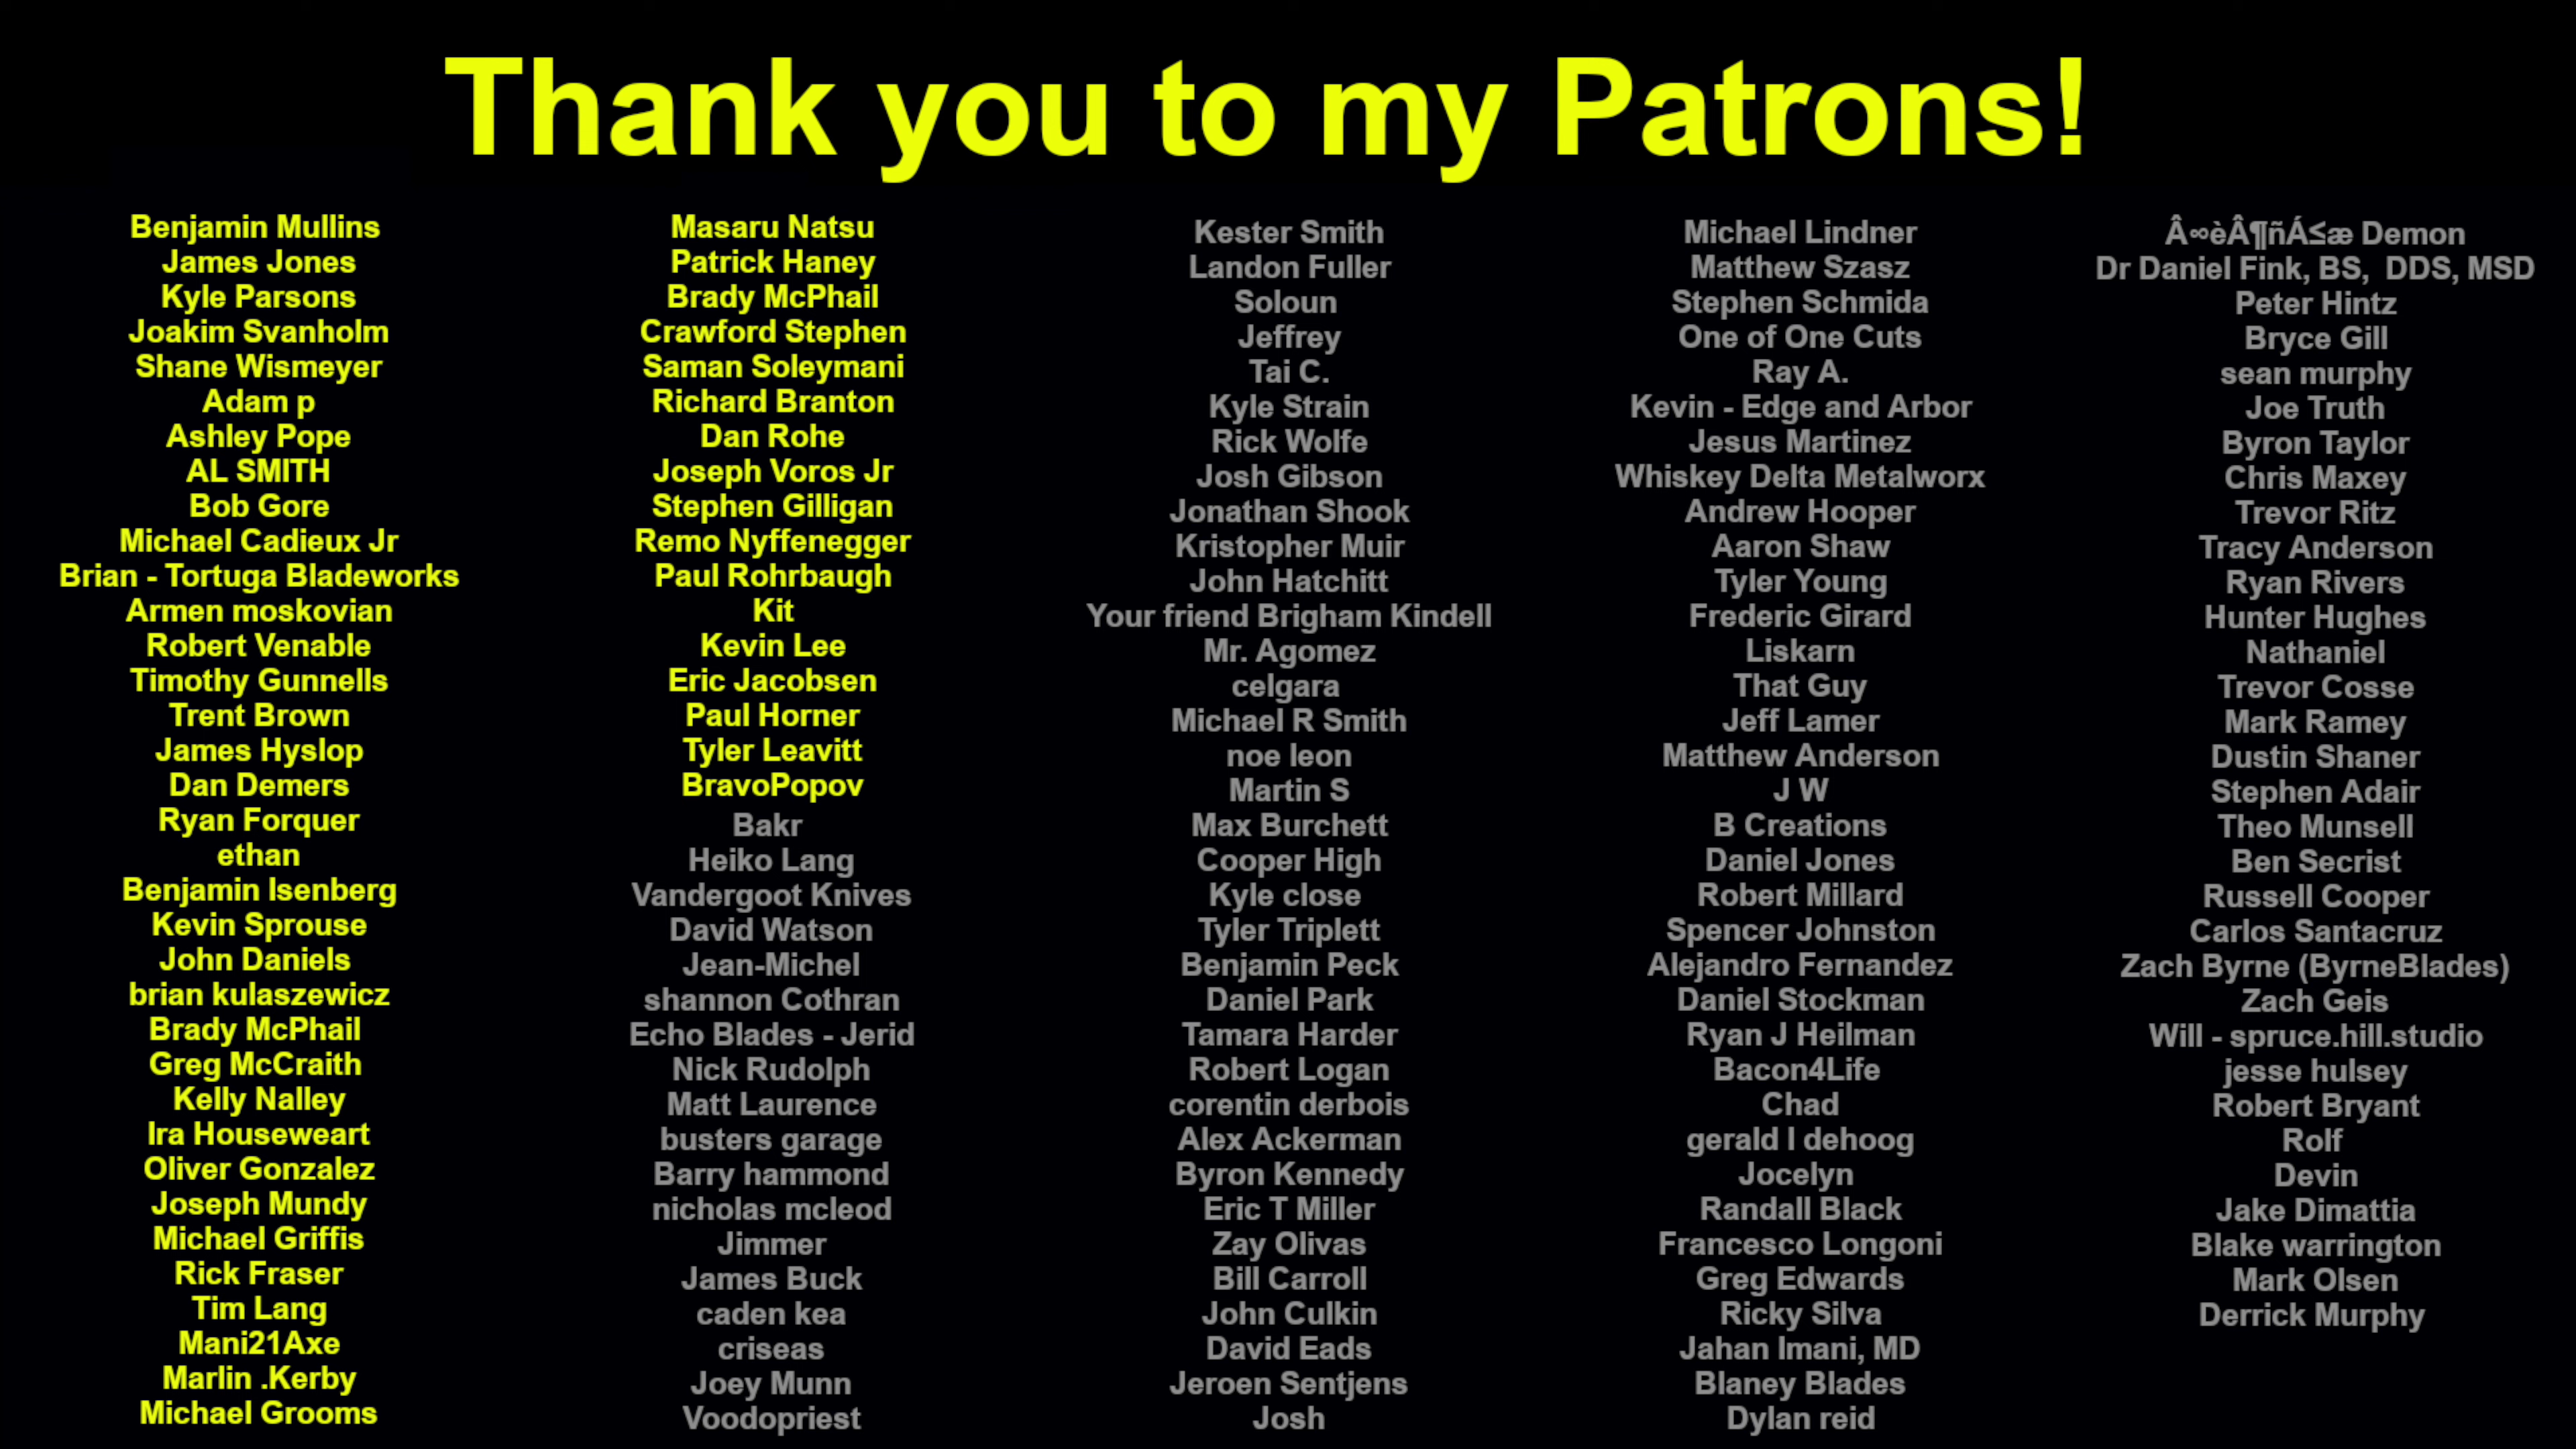 Thank you to my Patrons!
Benjamin Mullins
James Jones
Kyle Parsons
Joakim Svanholm
Shane Wismeyer
Adam p
Ashley Pope
AL SMITH
Bob Gore
Michael Cadieux Jr
Brian - Tortuga Bladeworks
Armen moskovian
Robert Venable
Timothy Gunnells
Trent Brown
James Hyslop
Dan Demers
Ryan Forquer
ethan
Benjamin Isenberg
Kevin Sprouse
John Daniels
brian kulaszewicz
Brady McPhail
Greg McCraith
Kelly Nalley
Ira Houseweart
Oliver Gonzalez
Joseph Mundy
Michael Griffis
Rick Fraser
Tim Lang
Mani21Axe
Marlin .Kerby
Michael Grooms
Masaru Natsu
Patrick Haney
Brady McPhail
Crawford Stephen
Saman Soleymani
Richard Branton
Dan Rohe
Joseph Voros Jr
Stephen Gilligan
Remo Nyffenegger
Paul Rohrbaugh
Kit
Kevin Lee
Eric Jacobsen
Paul Horner
Tyler Leavitt
BravoPopov
Bakr
Heiko Lang
Vandergoot Knives
David Watson
Jean-Michel
shannon Cothran
Echo Blades - Jerid
Nick Rudolph
Matt Laurence
busters garage
Barry hammond
nicholas mcleod
Jimmer
James Buck
caden kea
criseas
Joey Munn
Voodopriest
Kester Smith
Landon Fuller
Soloun
Jeffrey
Tai C.
Kyle Strain
Rick Wolfe
Josh Gibson
Jonathan Shook
Kristopher Muir
John Hatchitt
Your friend Brigham Kindell
Mr. Agomez
celgara
Michael R Smith
noe leon
Martin S
Max Burchett
Cooper High
Kyle close
Tyler Triplett
Benjamin Peck
Daniel Park
Tamara Harder
Robert Logan
corentin derbois
Alex Ackerman
Byron Kennedy
Eric T Miller
Zay Olivas
Bill Carroll
John Culkin
David Eads
Jeroen Sentjens
Josh
Michael Lindner
Matthew Szasz
Stephen Schmida
One of One Cuts
Ray A.
Kevin - Edge and Arbor
Jesus Martinez
Whiskey Delta Metalworx
Andrew Hooper
Aaron Shaw
Tyler Young
Frederic Girard
Liskarn
That Guy
Jeff Lamer
Matthew Anderson
J W
B Creations
Daniel Jones
Robert Millard
Spencer Johnston
Alejandro Fernandez
Daniel Stockman
Ryan J Heilman
Bacon4Life
Chad
gerald l dehoog
Jocelyn
Randall Black
Francesco Longoni
Greg Edwards
Ricky Silva
Jahan Imani, MD
Blaney Blades
Dylan reid
Â∞èÂ¶ñÁ≤æ Demon
Dr Daniel Fink, BS, DDS, MSD
Peter Hintz
Bryce Gill
sean murphy
Joe Truth
Byron Taylor
Chris Maxey
Trevor Ritz
Tracy Anderson
Ryan Rivers
Hunter Hughes
Nathaniel
Trevor Cosse
Mark Ramey
Dustin Shaner
Stephen Adair
Theo Munsell
Ben Secrist
Russell Cooper
Carlos Santacruz
Zach Byrne (ByrneBlades)
Zach Geis
Will - spruce.hill.studio
jesse hulsey
Robert Bryant
Rolf
Devin
Jake Dimattia
Blake warrington
Mark Olsen
Derrick Murphy